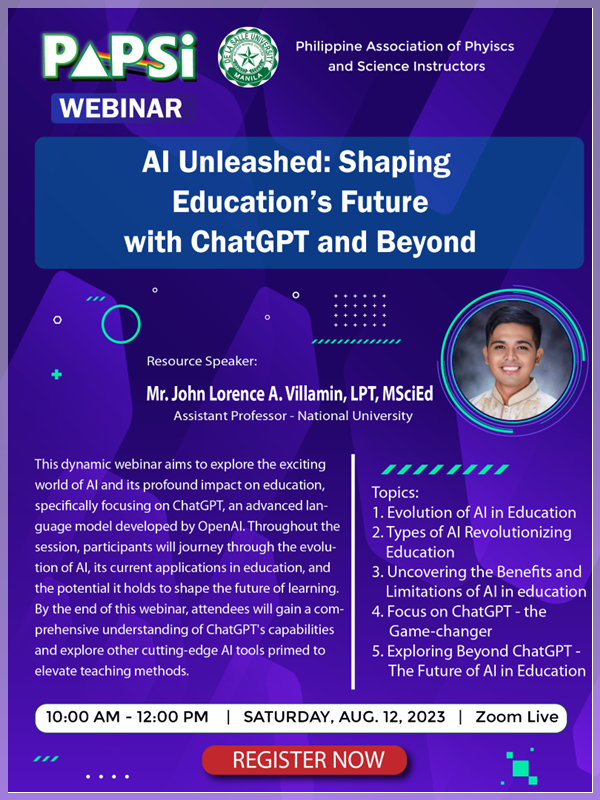 PAPSi
DE LA SALLE UNIVERSITY
MANILA
Philippine Association of Phyiscs
and Science Instructors
WEBINAR
AI Unleashed: Shaping
Education's Future
with ChatGPT and Beyond
Resource Speaker:
Mr. John Lorence A. Villamin, LPT, MSciEd
Assistant Professor - National University
This dynamic webinar aims to explore the exciting
world of AI and its profound impact on education,
specifically focusing on ChatGPT, an advanced lan-
guage model developed by OpenAI. Throughout the
session, participants will journey through the evolu-
tion of AI, its current applications in education, and
the potential it holds to shape the future of learning.
By the end of this webinar, attendees will gain a com-
prehensive understanding of ChatGPT's capabilities
and explore other cutting-edge AI tools primed to
elevate teaching methods.
Topics:
1. Evolution of AI in Education
2. Types of AI Revolutionizing
Education
3. Uncovering the Benefits and
Limitations of AI in education
4. Focus on ChatGPT - the
Game-changer
5. Exploring Beyond ChatGPT -
The Future of AI in Education
10:00 AM - 12:00 PM | SATURDAY, AUG. 12, 2023 | Zoom Live
REGISTER NOW